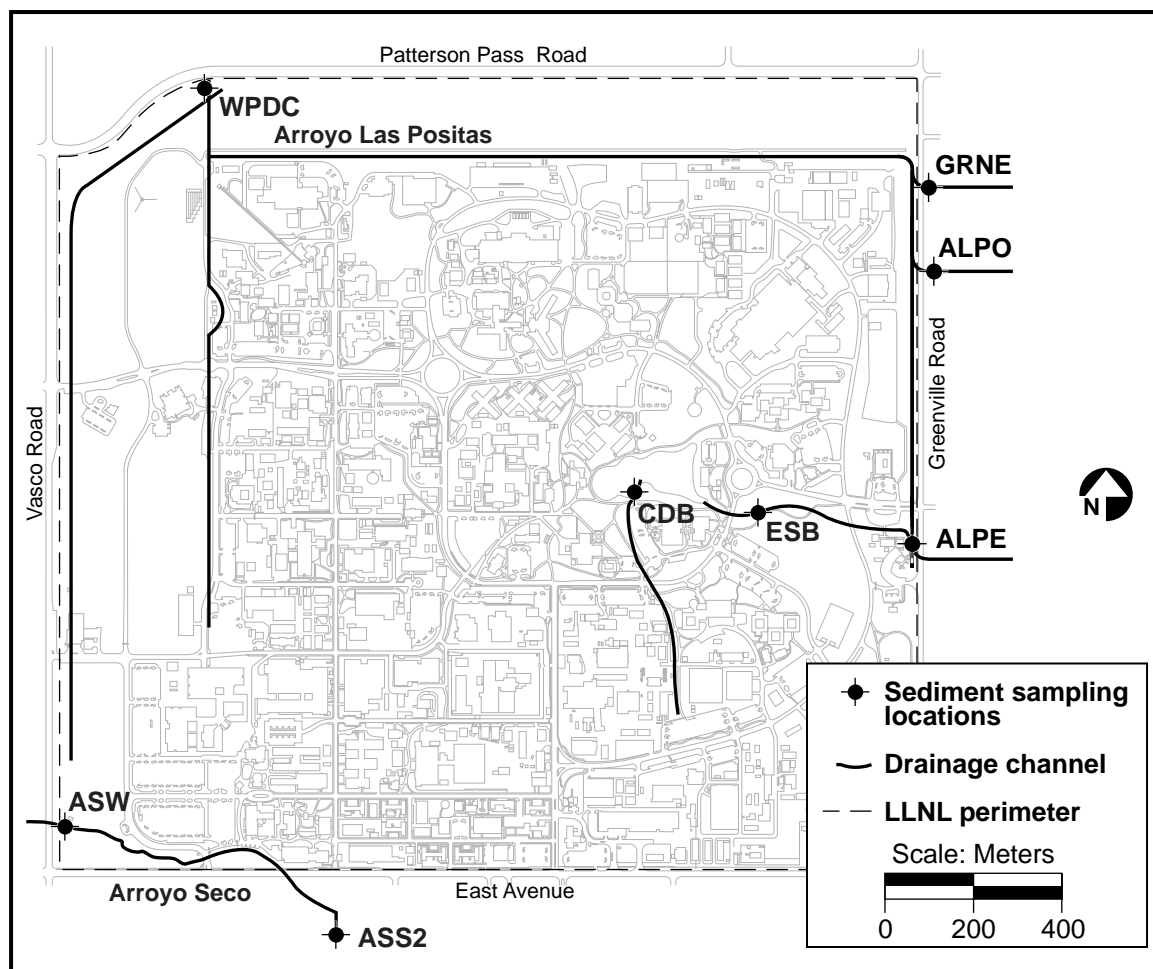 Patterson Pass Road
WPDC
Arroyo Las Positas
GRNE
ALPO
Greenville Road
Vasco Road
N
CDB
ESB
ALPE
Sediment sampling
locations
Drainage channel
LLNL perimeter
Scale: Meters
0 200 400
ASW
Arroyo Seco
East Avenue
ASS2